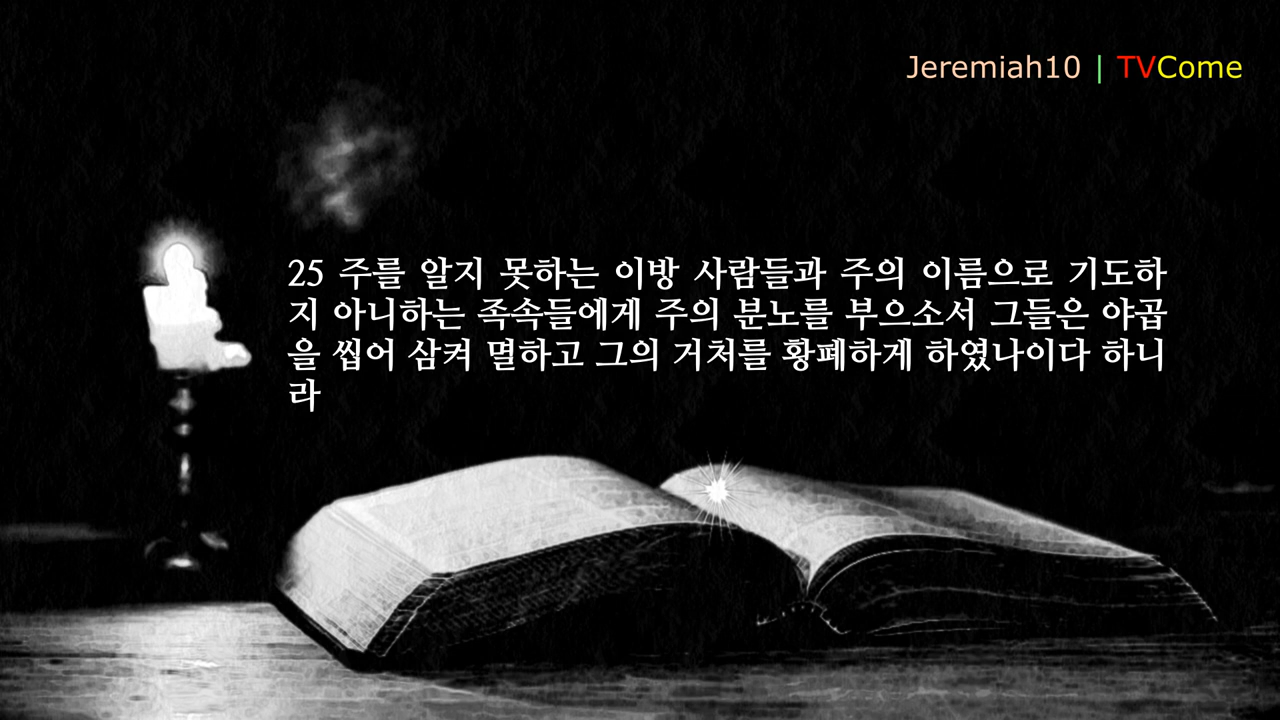 Jeremiah10 | TVCome
25 주를 알지 못하는 이방 사람들과 주의 이름으로 기도하
지 아니하는 족속들에게 주의 분노를 부으소서 그들은 야곱
을 씹어 삼켜 멸하고 그의 거처를 황폐하게 하였나이다 하니
라